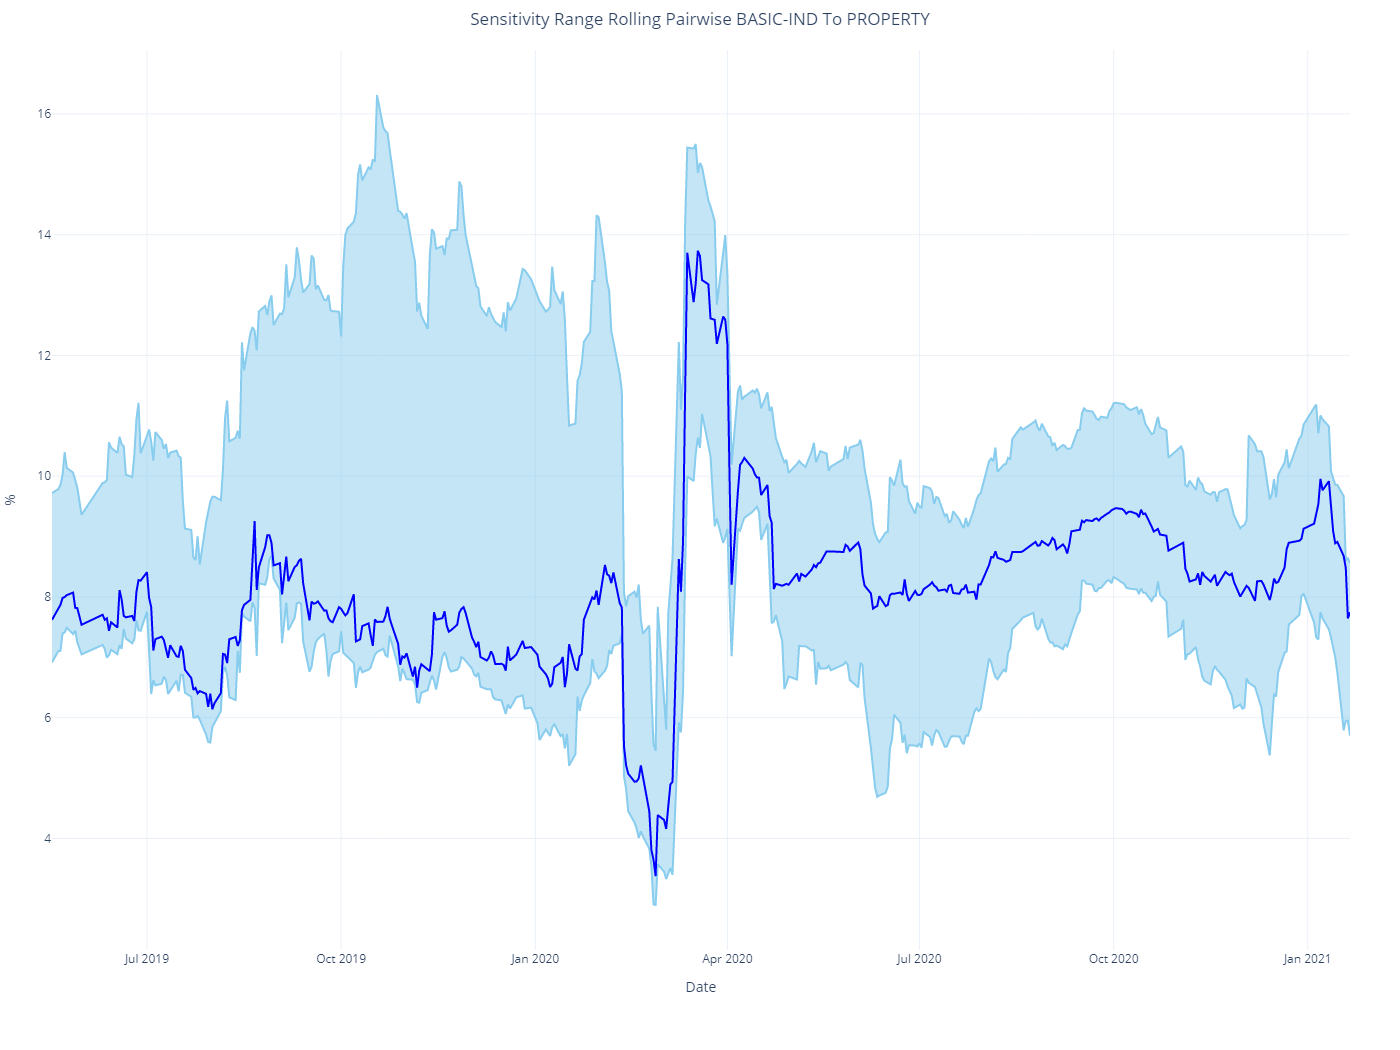 Sensitivity Range Rolling Pairwise BASIC-IND To PROPERTY
16
14
12
10
8
6
4
%
Jul 2019
Oct 2019
Jan 2020
Apr 2020
Jul 2020
Oct 2020
Jan 2021
Date